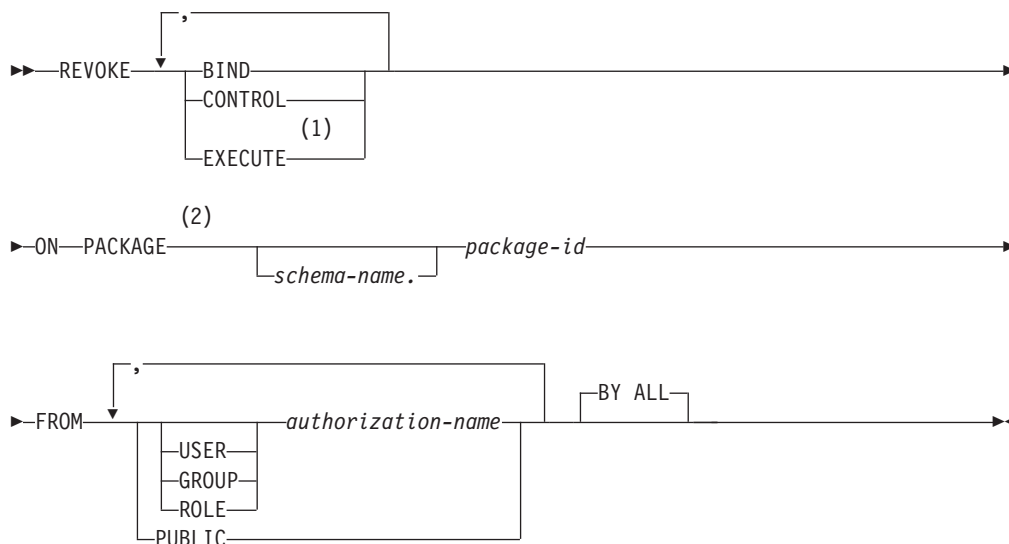 ,
REVOKE BIND
CONTROL
(1)
EXECUTE
(2)
ON PACKAGE package-id
schema-name.
,
BY ALL
FROM authorization-name
USER
GROUP
ROLE
PUBLIC